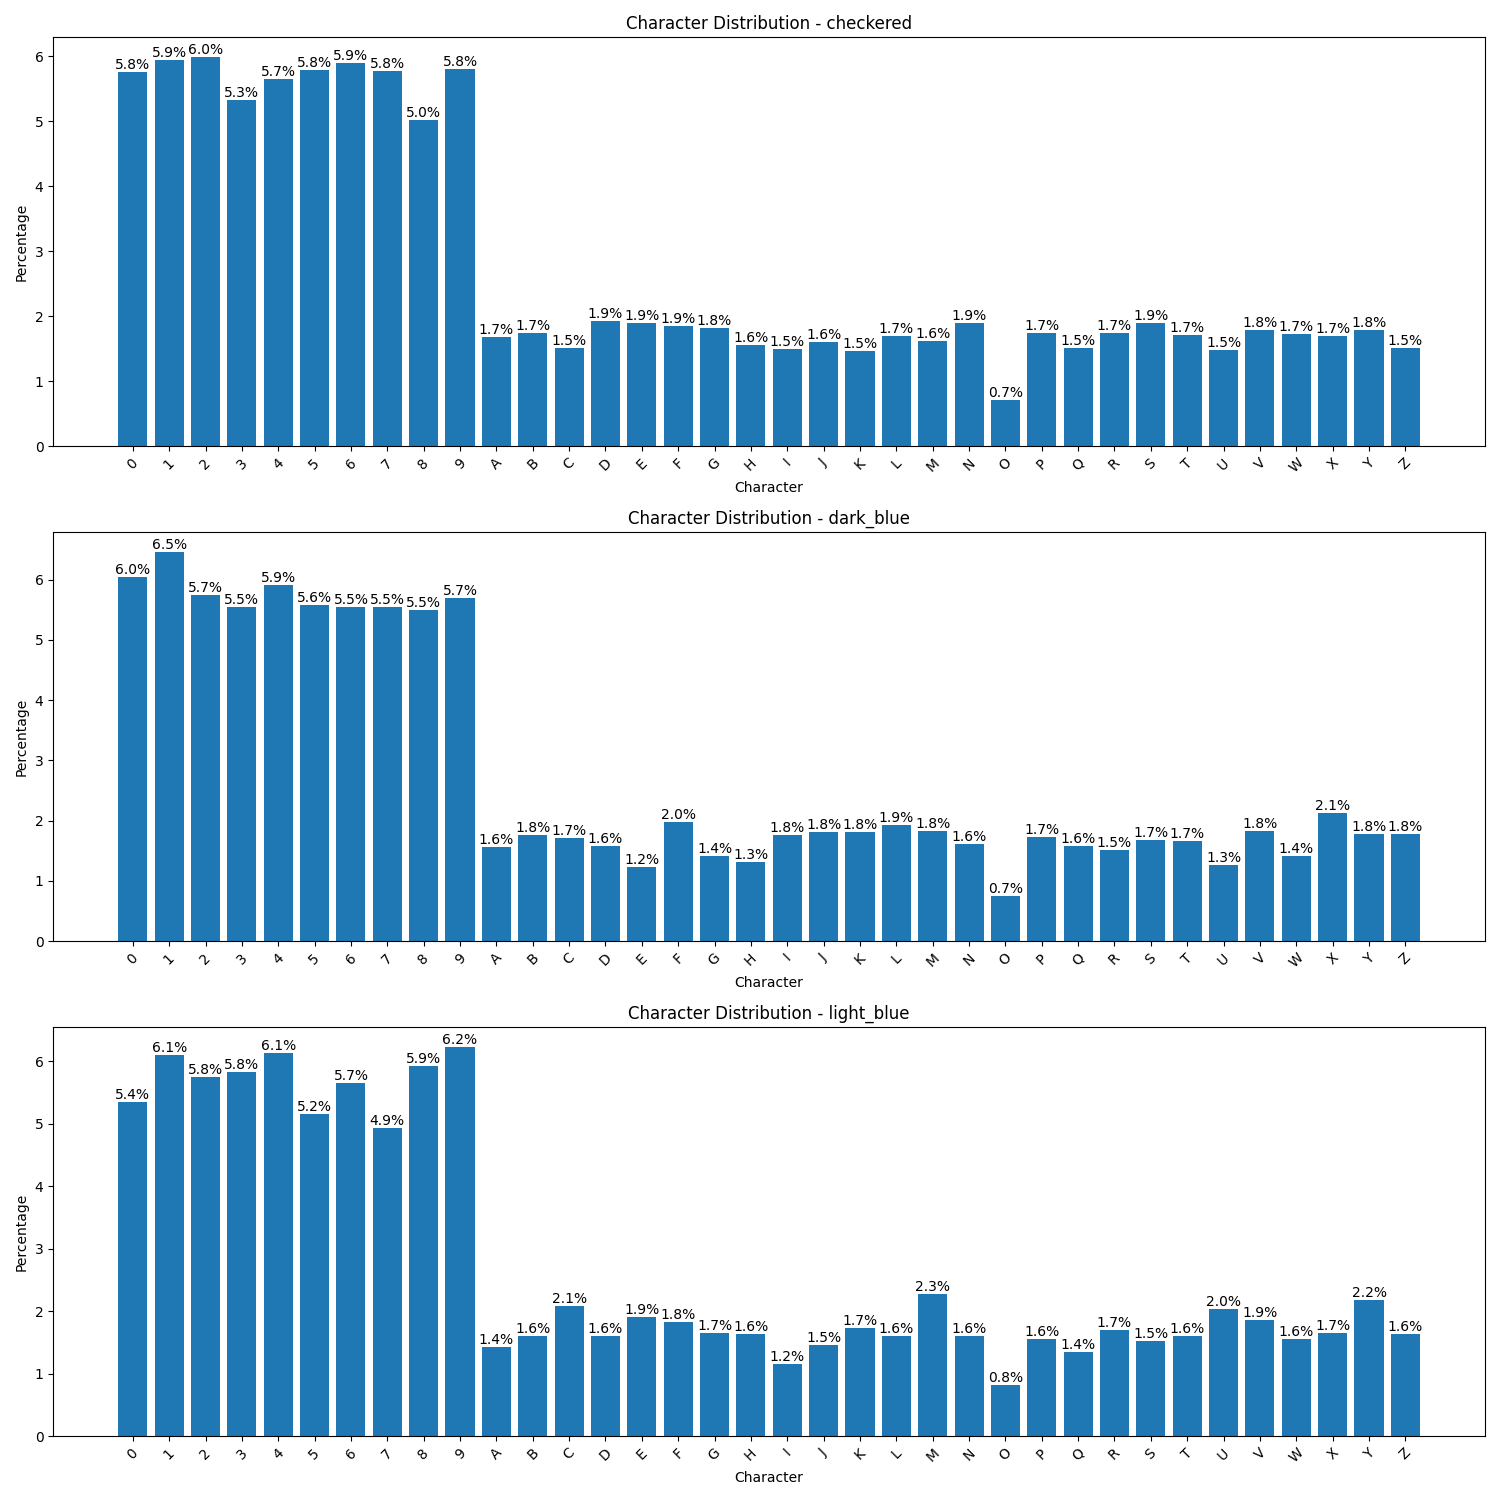 Character Distribution - checkered
5.8% 5.9% 6.0% 5.3% 5.7% 5.8% 5.9% 5.8% 5.0% 5.8% 1.7% 1.7% 1.5% 1.9% 1.9% 1.9% 1.8% 1.6% 1.5% 1.6% 1.5% 1.7% 1.6% 1.9% 0.7% 1.7% 1.5% 1.7% 1.9% 1.7% 1.5% 1.8% 1.7% 1.7% 1.8% 1.5%
6
5
4
3
2
1
0
Percentage
0 1 2 3 4 5 6 7 8 9 A B C D E F G H I J K L M N O P Q R S T U V W X Y Z
Character
Character Distribution - dark_blue
6.0% 6.5% 5.7% 5.5% 5.9% 5.6% 5.5% 5.5% 5.5% 5.7% 1.6% 1.8% 1.7% 1.6% 1.2% 2.0% 1.4% 1.3% 1.8% 1.8% 1.8% 1.9% 1.8% 1.6% 0.7% 1.7% 1.6% 1.5% 1.7% 1.7% 1.3% 1.8% 1.4% 2.1% 1.8% 1.8%
6
5
4
3
2
1
0
Percentage
0 1 2 3 4 5 6 7 8 9 A B C D E F G H I J K L M N O P Q R S T U V W X Y Z
Character
Character Distribution - light_blue
5.4% 6.1% 5.8% 5.8% 6.1% 5.2% 5.7% 4.9% 5.9% 6.2% 1.4% 1.6% 2.1% 1.6% 1.9% 1.8% 1.7% 1.6% 1.2% 1.5% 1.7% 1.6% 2.3% 1.6% 0.8% 1.6% 1.4% 1.7% 1.5% 1.6% 2.0% 1.9% 1.6% 1.7% 2.2% 1.6%
6
5
4
3
2
1
0
Percentage
0 1 2 3 4 5 6 7 8 9 A B C D E F G H I J K L M N O P Q R S T U V W X Y Z
Character